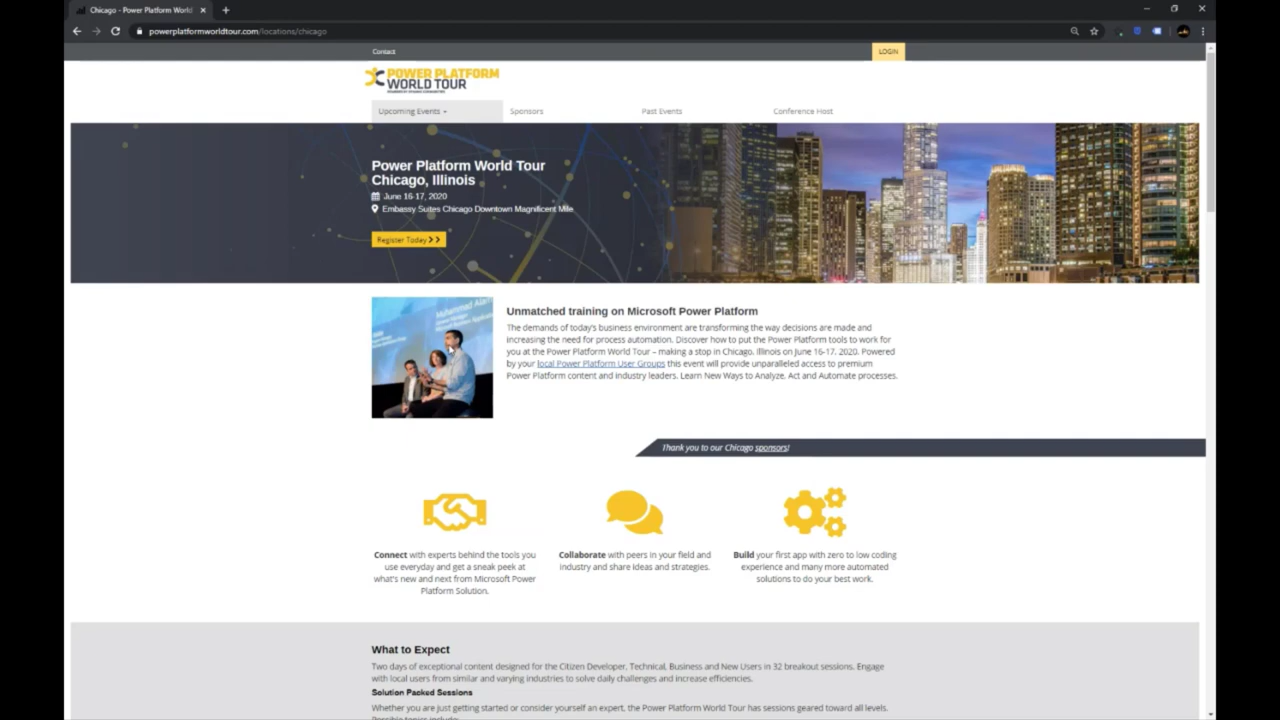 Chicago - Power Platform World
powerplatformworldtour.com/locations/chicago
Contact
LOGIN
POWER PLATFORM
WORLD TOUR
Upcoming Events
Sponsors
Past Events
Conference Host
Power Platform World Tour
Chicago, Illinois
June 16-17, 2020
Embassy Suites Chicago Downtown Magnificent Mile
Register Today
Muhammad Alam
Unmatched training on Microsoft Power Platform
The demands of today's business environment are transforming the way decisions are made and
increasing the need for process automation. Discover how to put the Power Platform tools to work for
you at the Power Platform World Tour – making a stop in Chicago, Illinois on June 16-17, 2020. Powered
by your local Power Platform User Groups this event will provide unparalleled access to premium
Power Platform content and industry leaders. Learn New Ways to Analyze, Act and Automate processes.
Thank you to our Chicago sponsors!
Connect with experts behind the tools you
use everyday and get a sneak peek at
what's new and next from Microsoft Power
Platform Solution.
Collaborate with peers in your field and
industry and share ideas and strategies.
Build your first app with zero to low coding
experience and many more automated
solutions to do your best work.
What to Expect
Two days of exceptional content designed for the Citizen Developer, Technical, Business and New Users in 32 breakout sessions. Engage
with local users from similar and varying industries to solve daily challenges and increase efficiencies.
Solution Packed Sessions
Whether you are just getting started or consider yourself an expert, the Power Platform World Tour has sessions geared toward all levels.
Possible topics include: